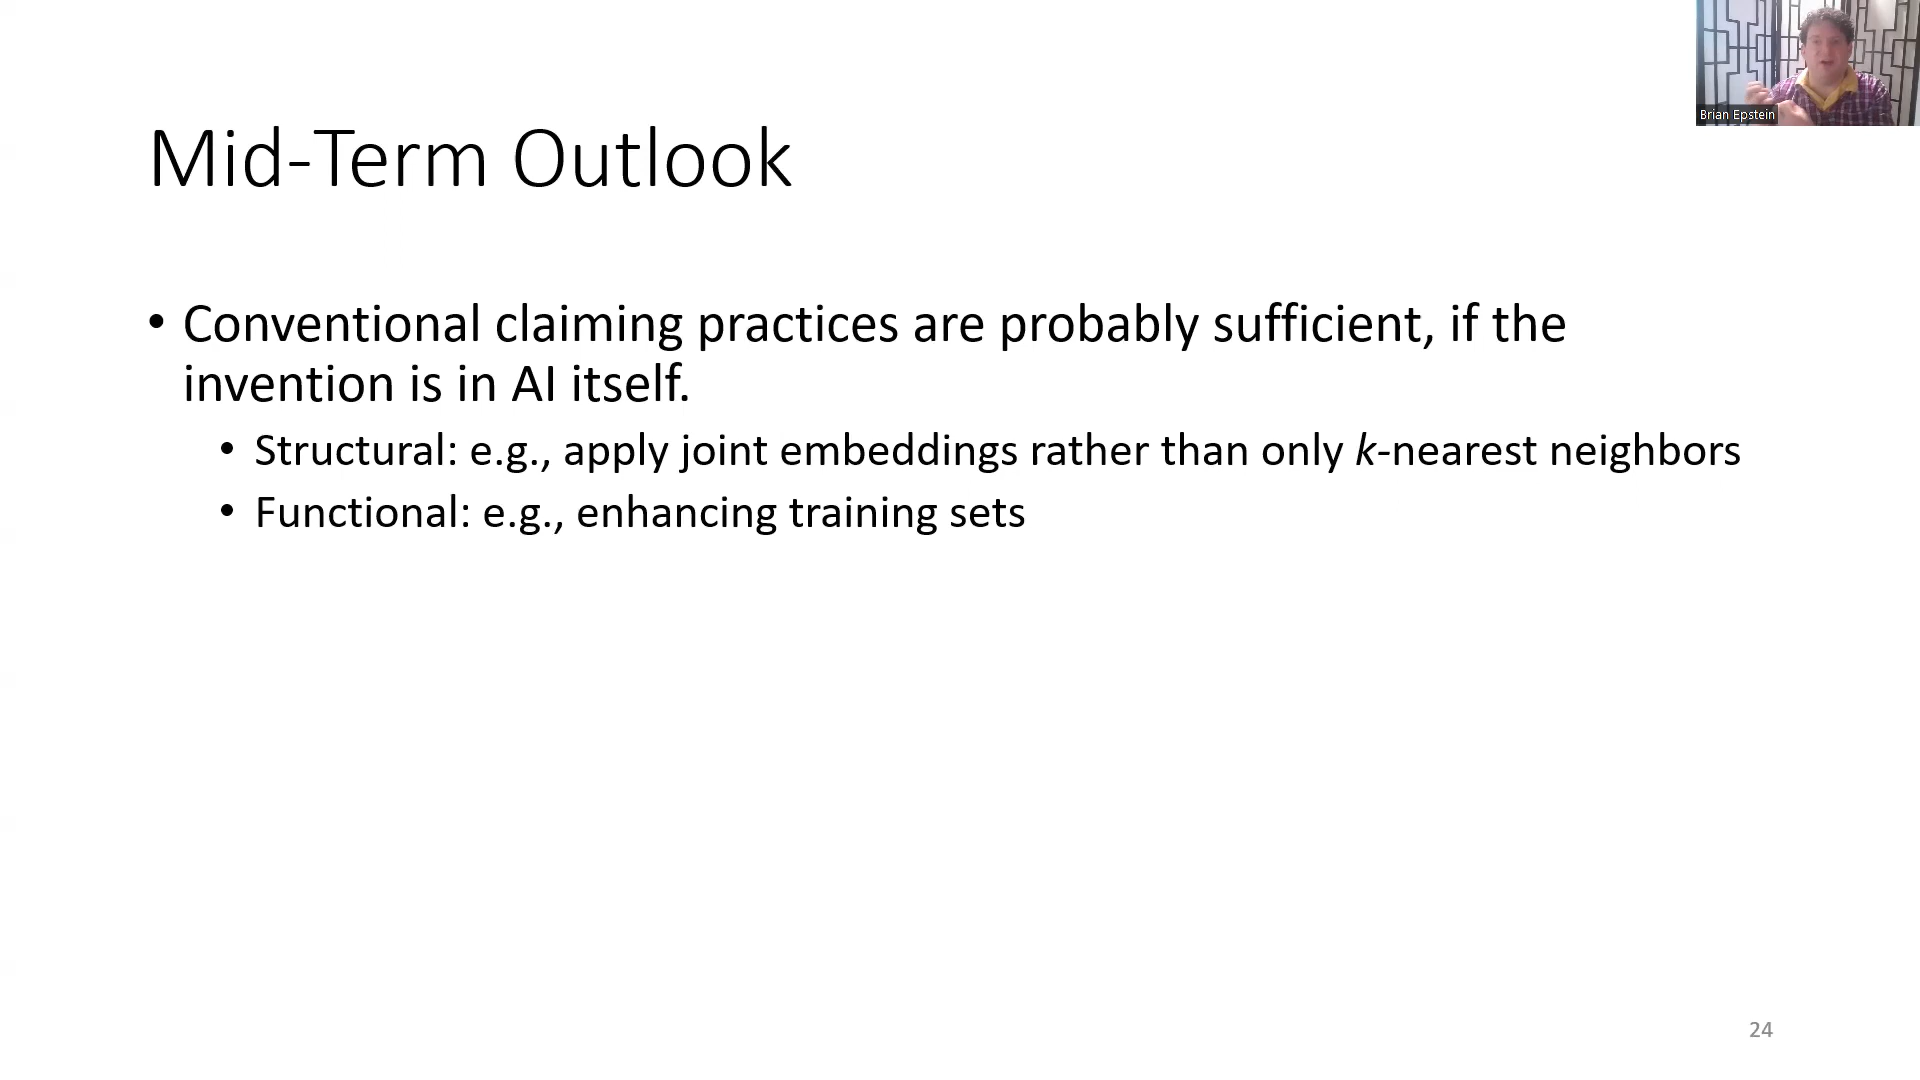 Brian Epstein
Mid-Term Outlook
• Conventional claiming practices are probably sufficient, if the
invention is in AI itself.
• Structural: e.g., apply joint embeddings rather than only k-nearest neighbors
• Functional: e.g., enhancing training sets
24